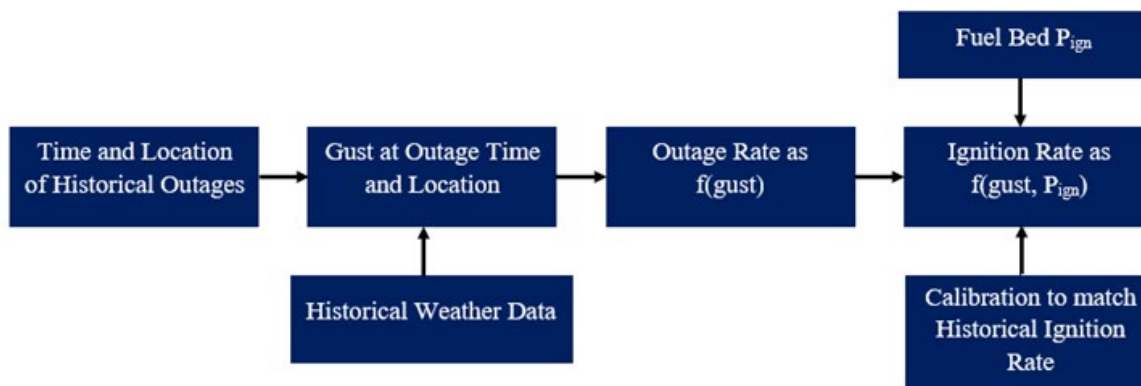 Fuel Bed P_ign
Time and Location
of Historical Outages
Gust at Outage Time
and Location
Outage Rate as
f(gust)
Ignition Rate as
f(gust, P_ign)
Historical Weather Data
Calibration to match
Historical Ignition
Rate